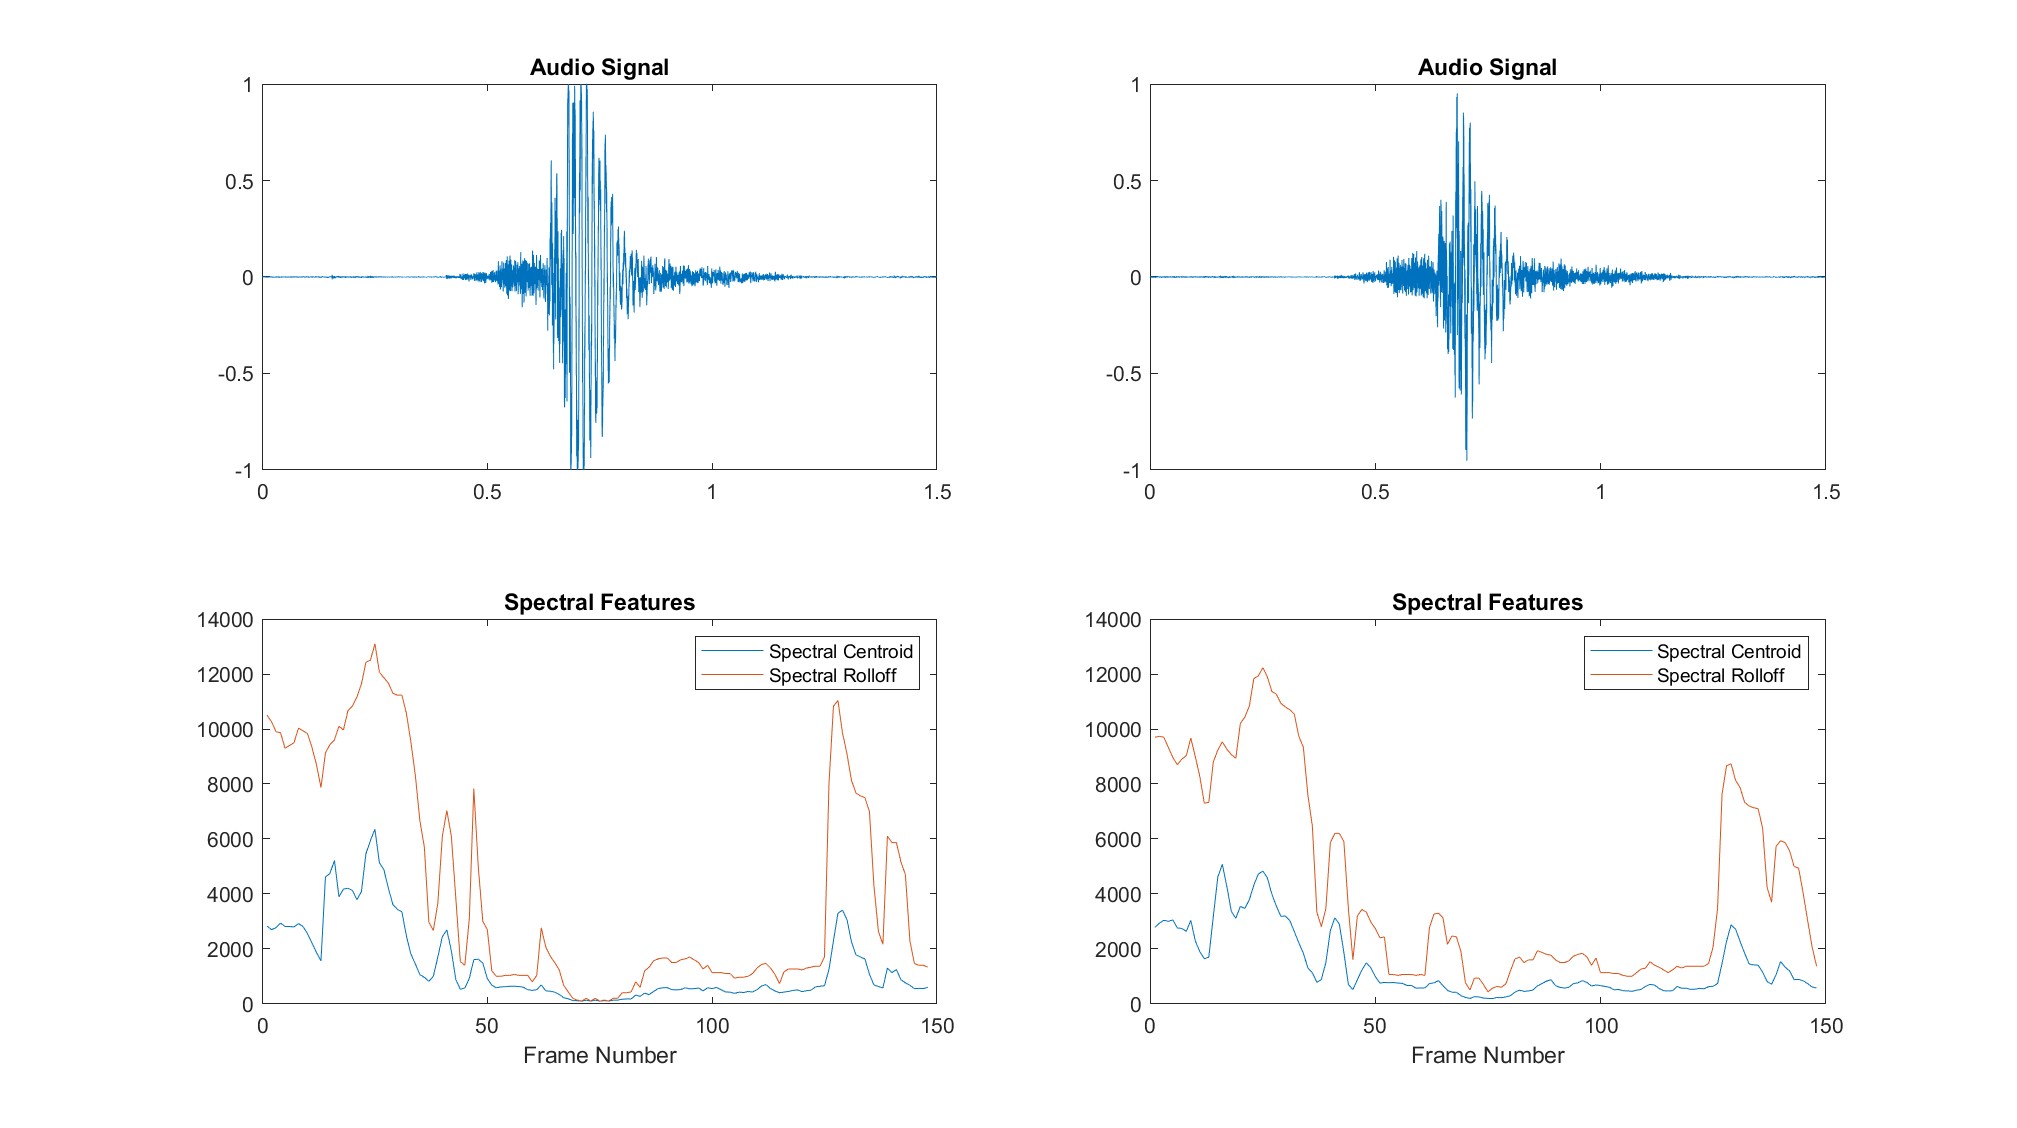 Audio Signal
1
0.5
0
-0.5
-1
0 0.5 1 1.5
Audio Signal
1
0.5
0
-0.5
-1
0 0.5 1 1.5
Spectral Features
14000
12000
10000
8000
6000
4000
2000
0
Spectral Centroid
Spectral Rolloff
0 50 100 150
Frame Number
Spectral Features
14000
12000
10000
8000
6000
4000
2000
0
Spectral Centroid
Spectral Rolloff
0 50 100 150
Frame Number